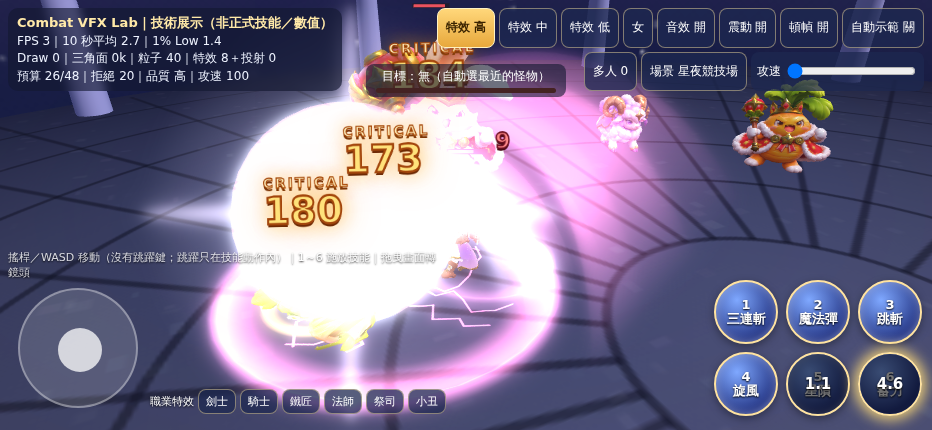 Combat VFX Lab｜技術展示（非正式技能／數值）
FPS 3｜10 秒平均 2.7｜1% Low 1.4
Draw 0｜三角面 0k｜粒子 40｜特效 8＋投射 0
預算 26/48｜拒絕 20｜品質 高｜攻速 100
特效 高
特效 中
特效 低
女
音效 開
震動 開
頓幀 開
自動示範 關
多人 0
場景 星夜競技場
攻速
CRITICAL
184
目標：無（自動選最近的怪物）
CRITICAL
173
9
CRITICAL
180
搖桿／WASD 移動（沒有跳躍鍵；跳躍只在技能動作內）｜1～6 施放技能｜拖曳畫面轉
鏡頭
1
三連斬
2
魔法彈
3
跳斬
4
旋風
5
星隕
1.1
6
蓄力
4.6
職業特效
劍士
騎士
鐵匠
法師
祭司
小丑